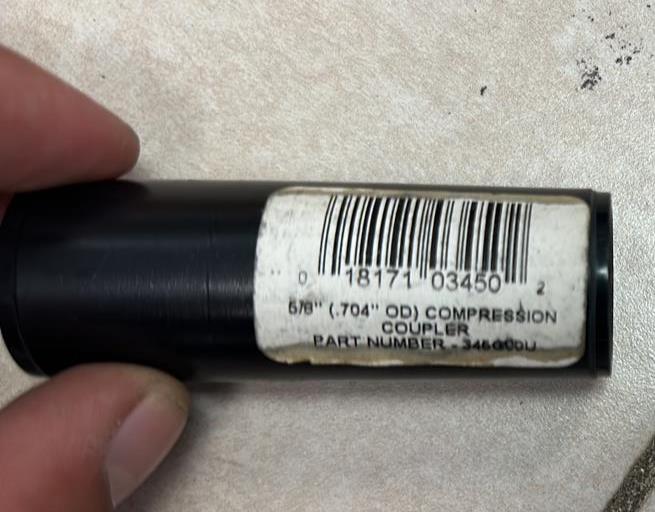 0 18171 03450 2
5/8" (.704" OD) COMPRESSION
COUPLER
PART NUMBER -